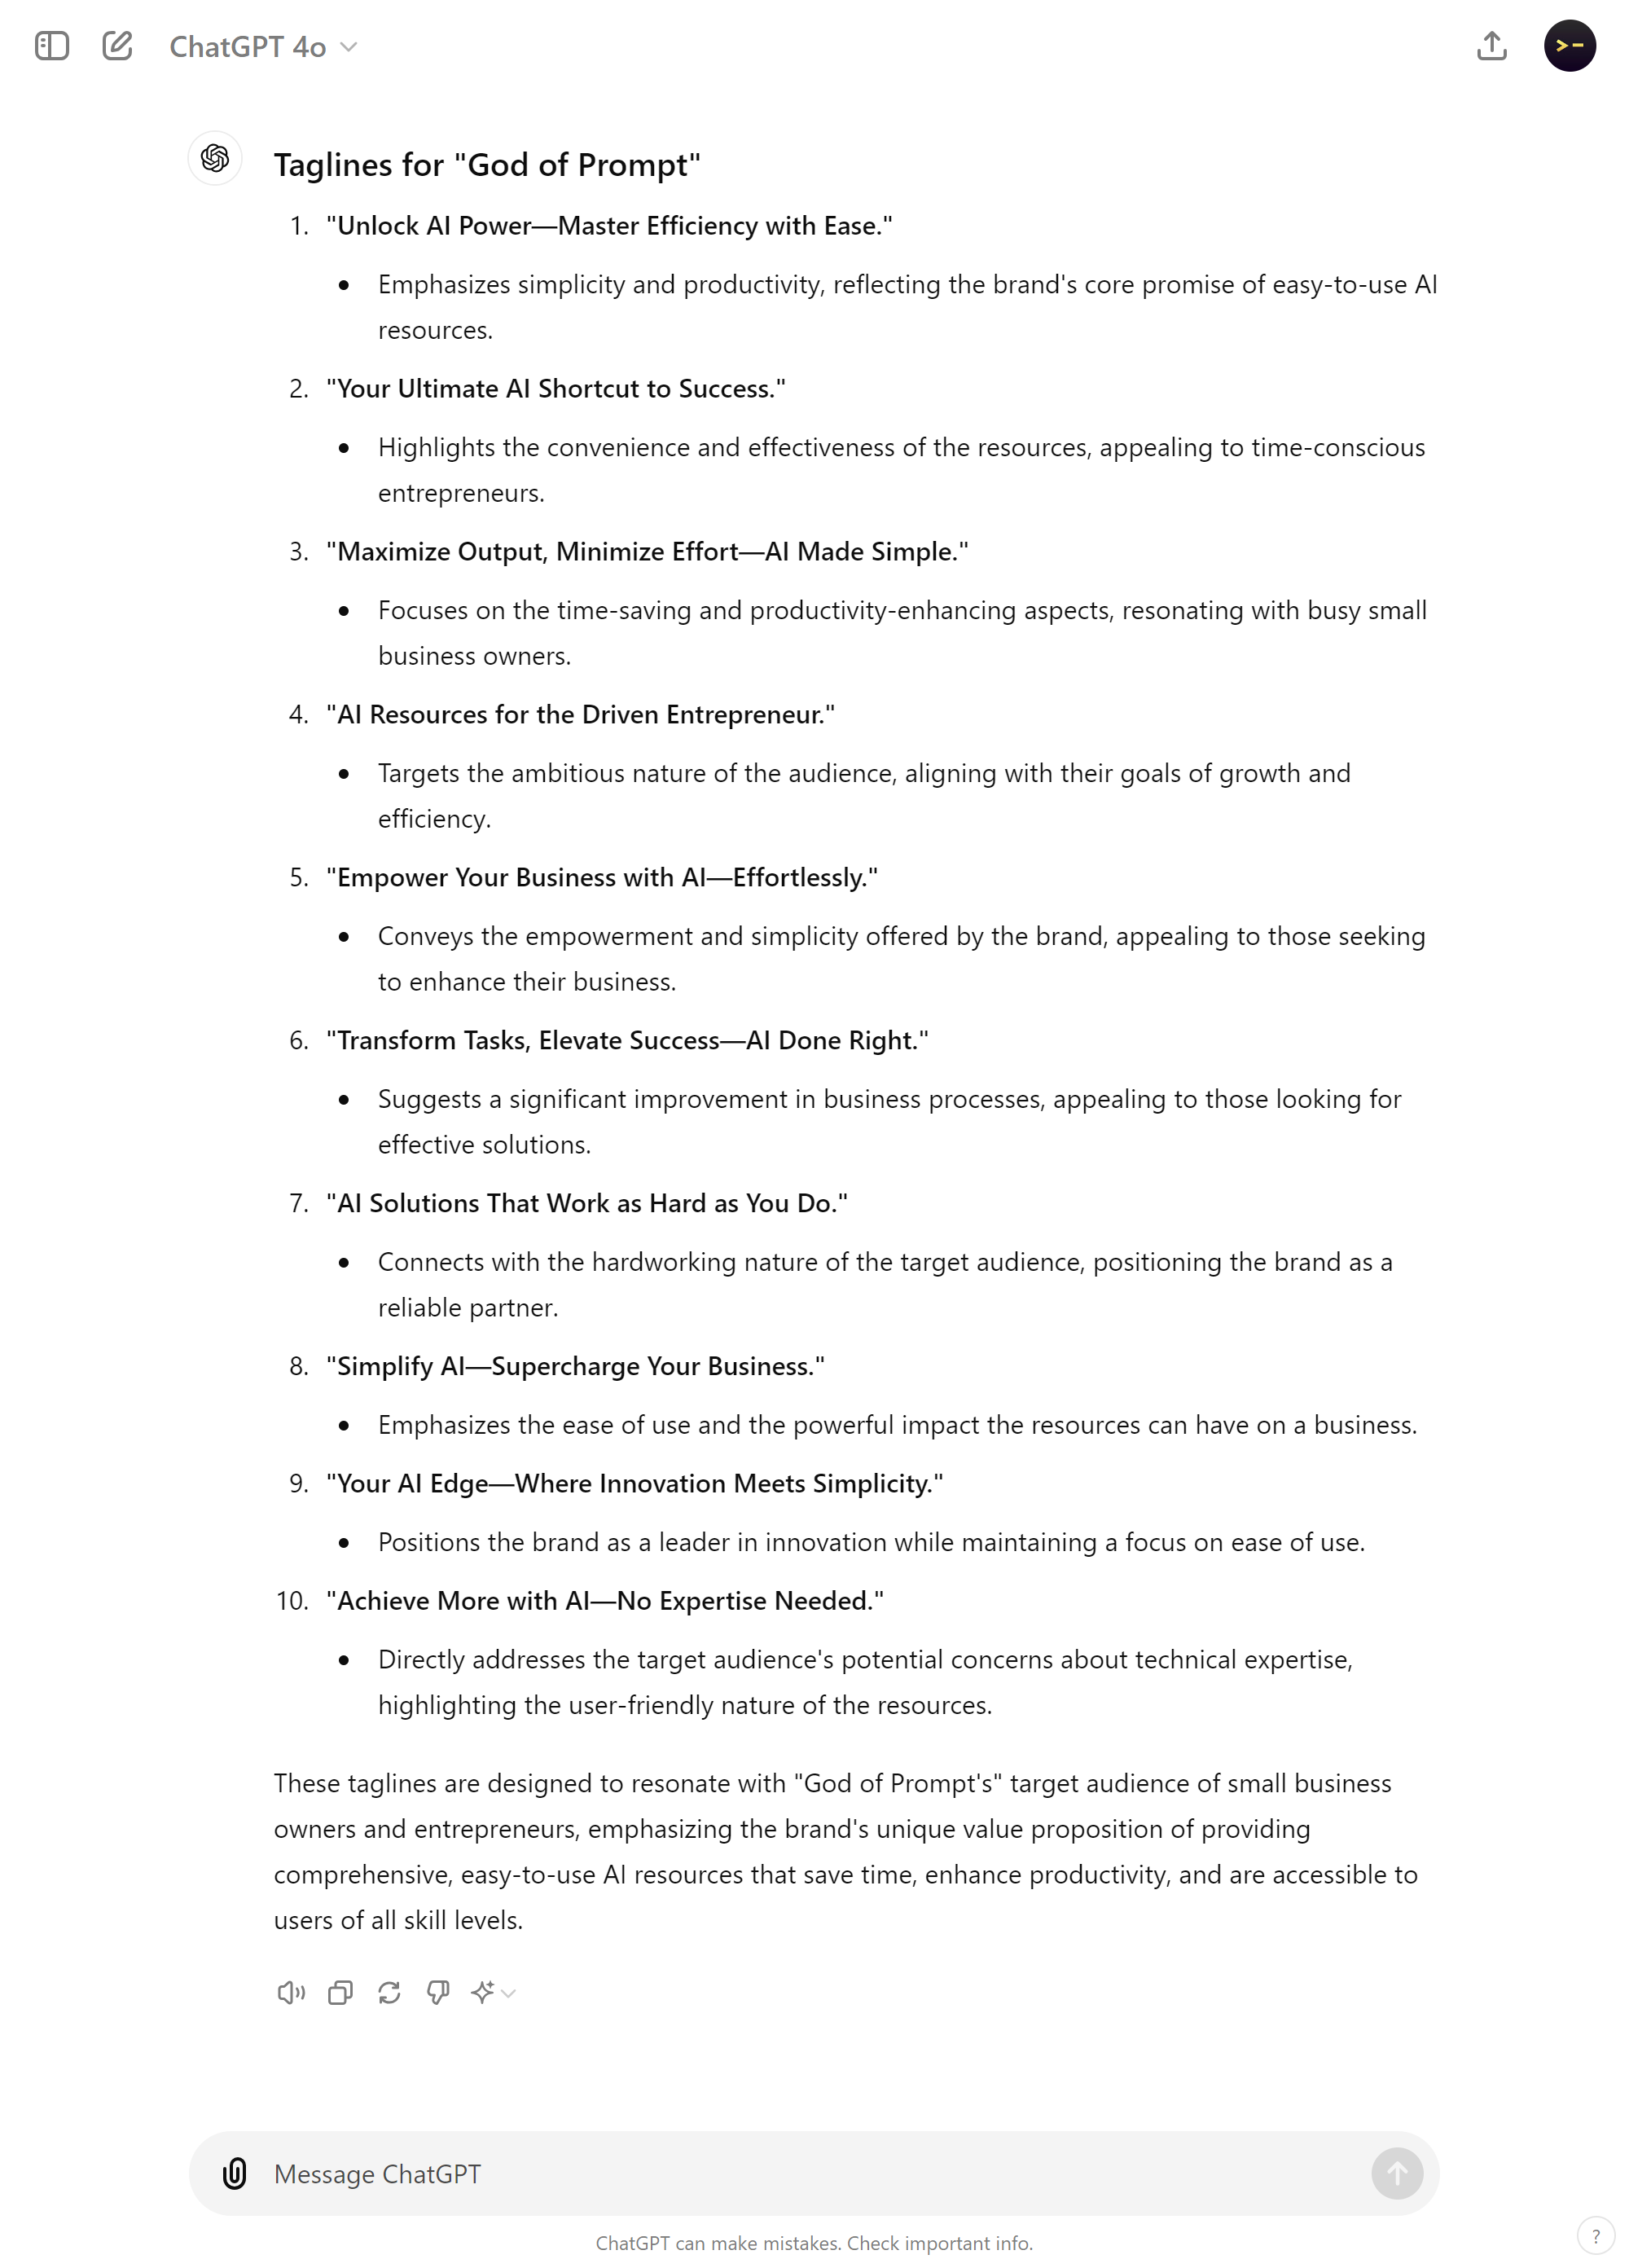 ChatGPT 4o
Taglines for "God of Prompt"
1. "Unlock AI Power—Master Efficiency with Ease."
• Emphasizes simplicity and productivity, reflecting the brand's core promise of easy-to-use AI
resources.
2. "Your Ultimate AI Shortcut to Success."
• Highlights the convenience and effectiveness of the resources, appealing to time-conscious
entrepreneurs.
3. "Maximize Output, Minimize Effort—AI Made Simple."
• Focuses on the time-saving and productivity-enhancing aspects, resonating with busy small
business owners.
4. "AI Resources for the Driven Entrepreneur."
• Targets the ambitious nature of the audience, aligning with their goals of growth and
efficiency.
5. "Empower Your Business with AI—Effortlessly."
• Conveys the empowerment and simplicity offered by the brand, appealing to those seeking
to enhance their business.
6. "Transform Tasks, Elevate Success—AI Done Right."
• Suggests a significant improvement in business processes, appealing to those looking for
effective solutions.
7. "AI Solutions That Work as Hard as You Do."
• Connects with the hardworking nature of the target audience, positioning the brand as a
reliable partner.
8. "Simplify AI—Supercharge Your Business."
• Emphasizes the ease of use and the powerful impact the resources can have on a business.
9. "Your AI Edge—Where Innovation Meets Simplicity."
• Positions the brand as a leader in innovation while maintaining a focus on ease of use.
10. "Achieve More with AI—No Expertise Needed."
• Directly addresses the target audience's potential concerns about technical expertise,
highlighting the user-friendly nature of the resources.
These taglines are designed to resonate with "God of Prompt's" target audience of small business
owners and entrepreneurs, emphasizing the brand's unique value proposition of providing
comprehensive, easy-to-use AI resources that save time, enhance productivity, and are accessible to
users of all skill levels.
Message ChatGPT
ChatGPT can make mistakes. Check important info.
?